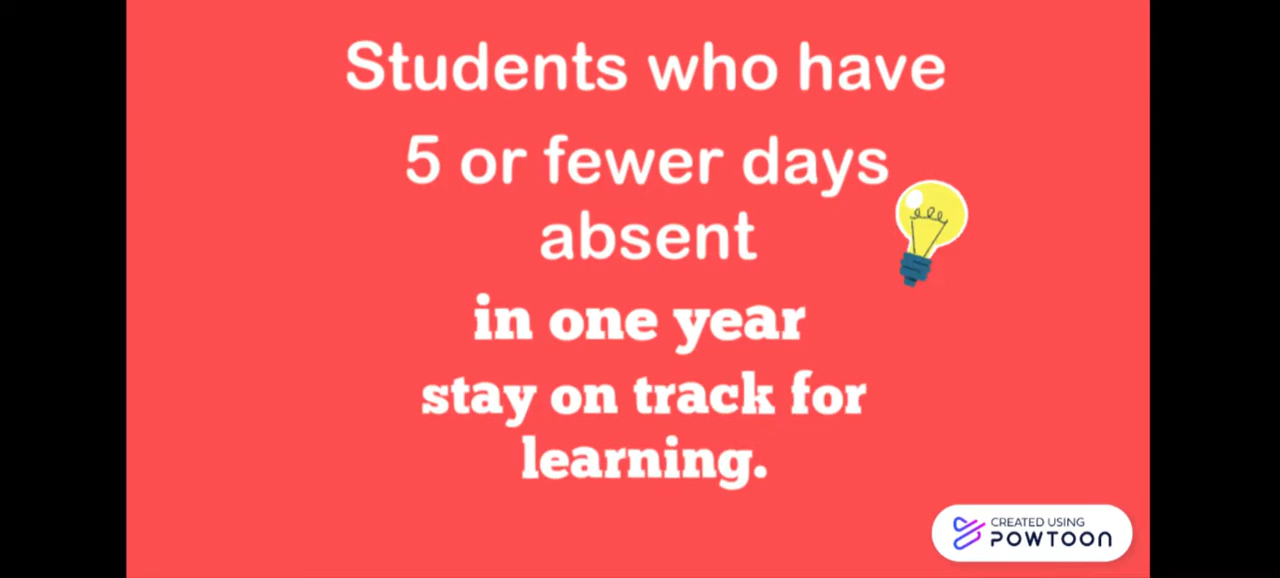 Students who have
5 or fewer days
absent
in one year
stay on track for
learning.
CREATED USING
POWTOON